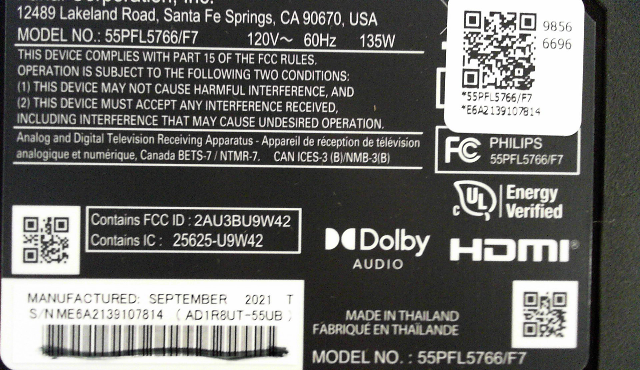 Corporation, Inc.
12489 Lakeland Road, Santa Fe Springs, CA 90670, USA
MODEL NO.: 55PFL5766/F7 120V~ 60Hz 135W
THIS DEVICE COMPLIES WITH PART 15 OF THE FCC RULES.
OPERATION IS SUBJECT TO THE FOLLOWING TWO CONDITIONS:
(1) THIS DEVICE MAY NOT CAUSE HARMFUL INTERFERENCE, AND
(2) THIS DEVICE MUST ACCEPT ANY INTERFERENCE RECEIVED,
INCLUDING INTERFERENCE THAT MAY CAUSE UNDESIRED OPERATION.
Analog and Digital Television Receiving Apparatus - Appareil de réception de télévision
analogique et numérique, Canada BETS-7 / NTMR-7. CAN ICES-3 (B)/NMB-3(B)
9856
6696
*55PFL5766/F7
*E6A2139107814
FC PHILIPS
55PFL5766/F7
c UL Energy
Verified
Contains FCC ID : 2AU3BU9W42
Contains IC : 25625-U9W42
Dolby
AUDIO
HDMI®
MANUFACTURED: SEPTEMBER 2021 T
S/N ME6A2139107814 ( AD1R8UT-55UB )
MADE IN THAILAND
FABRIQUÉ EN THAÏLANDE
MODEL NO. : 55PFL5766/F7